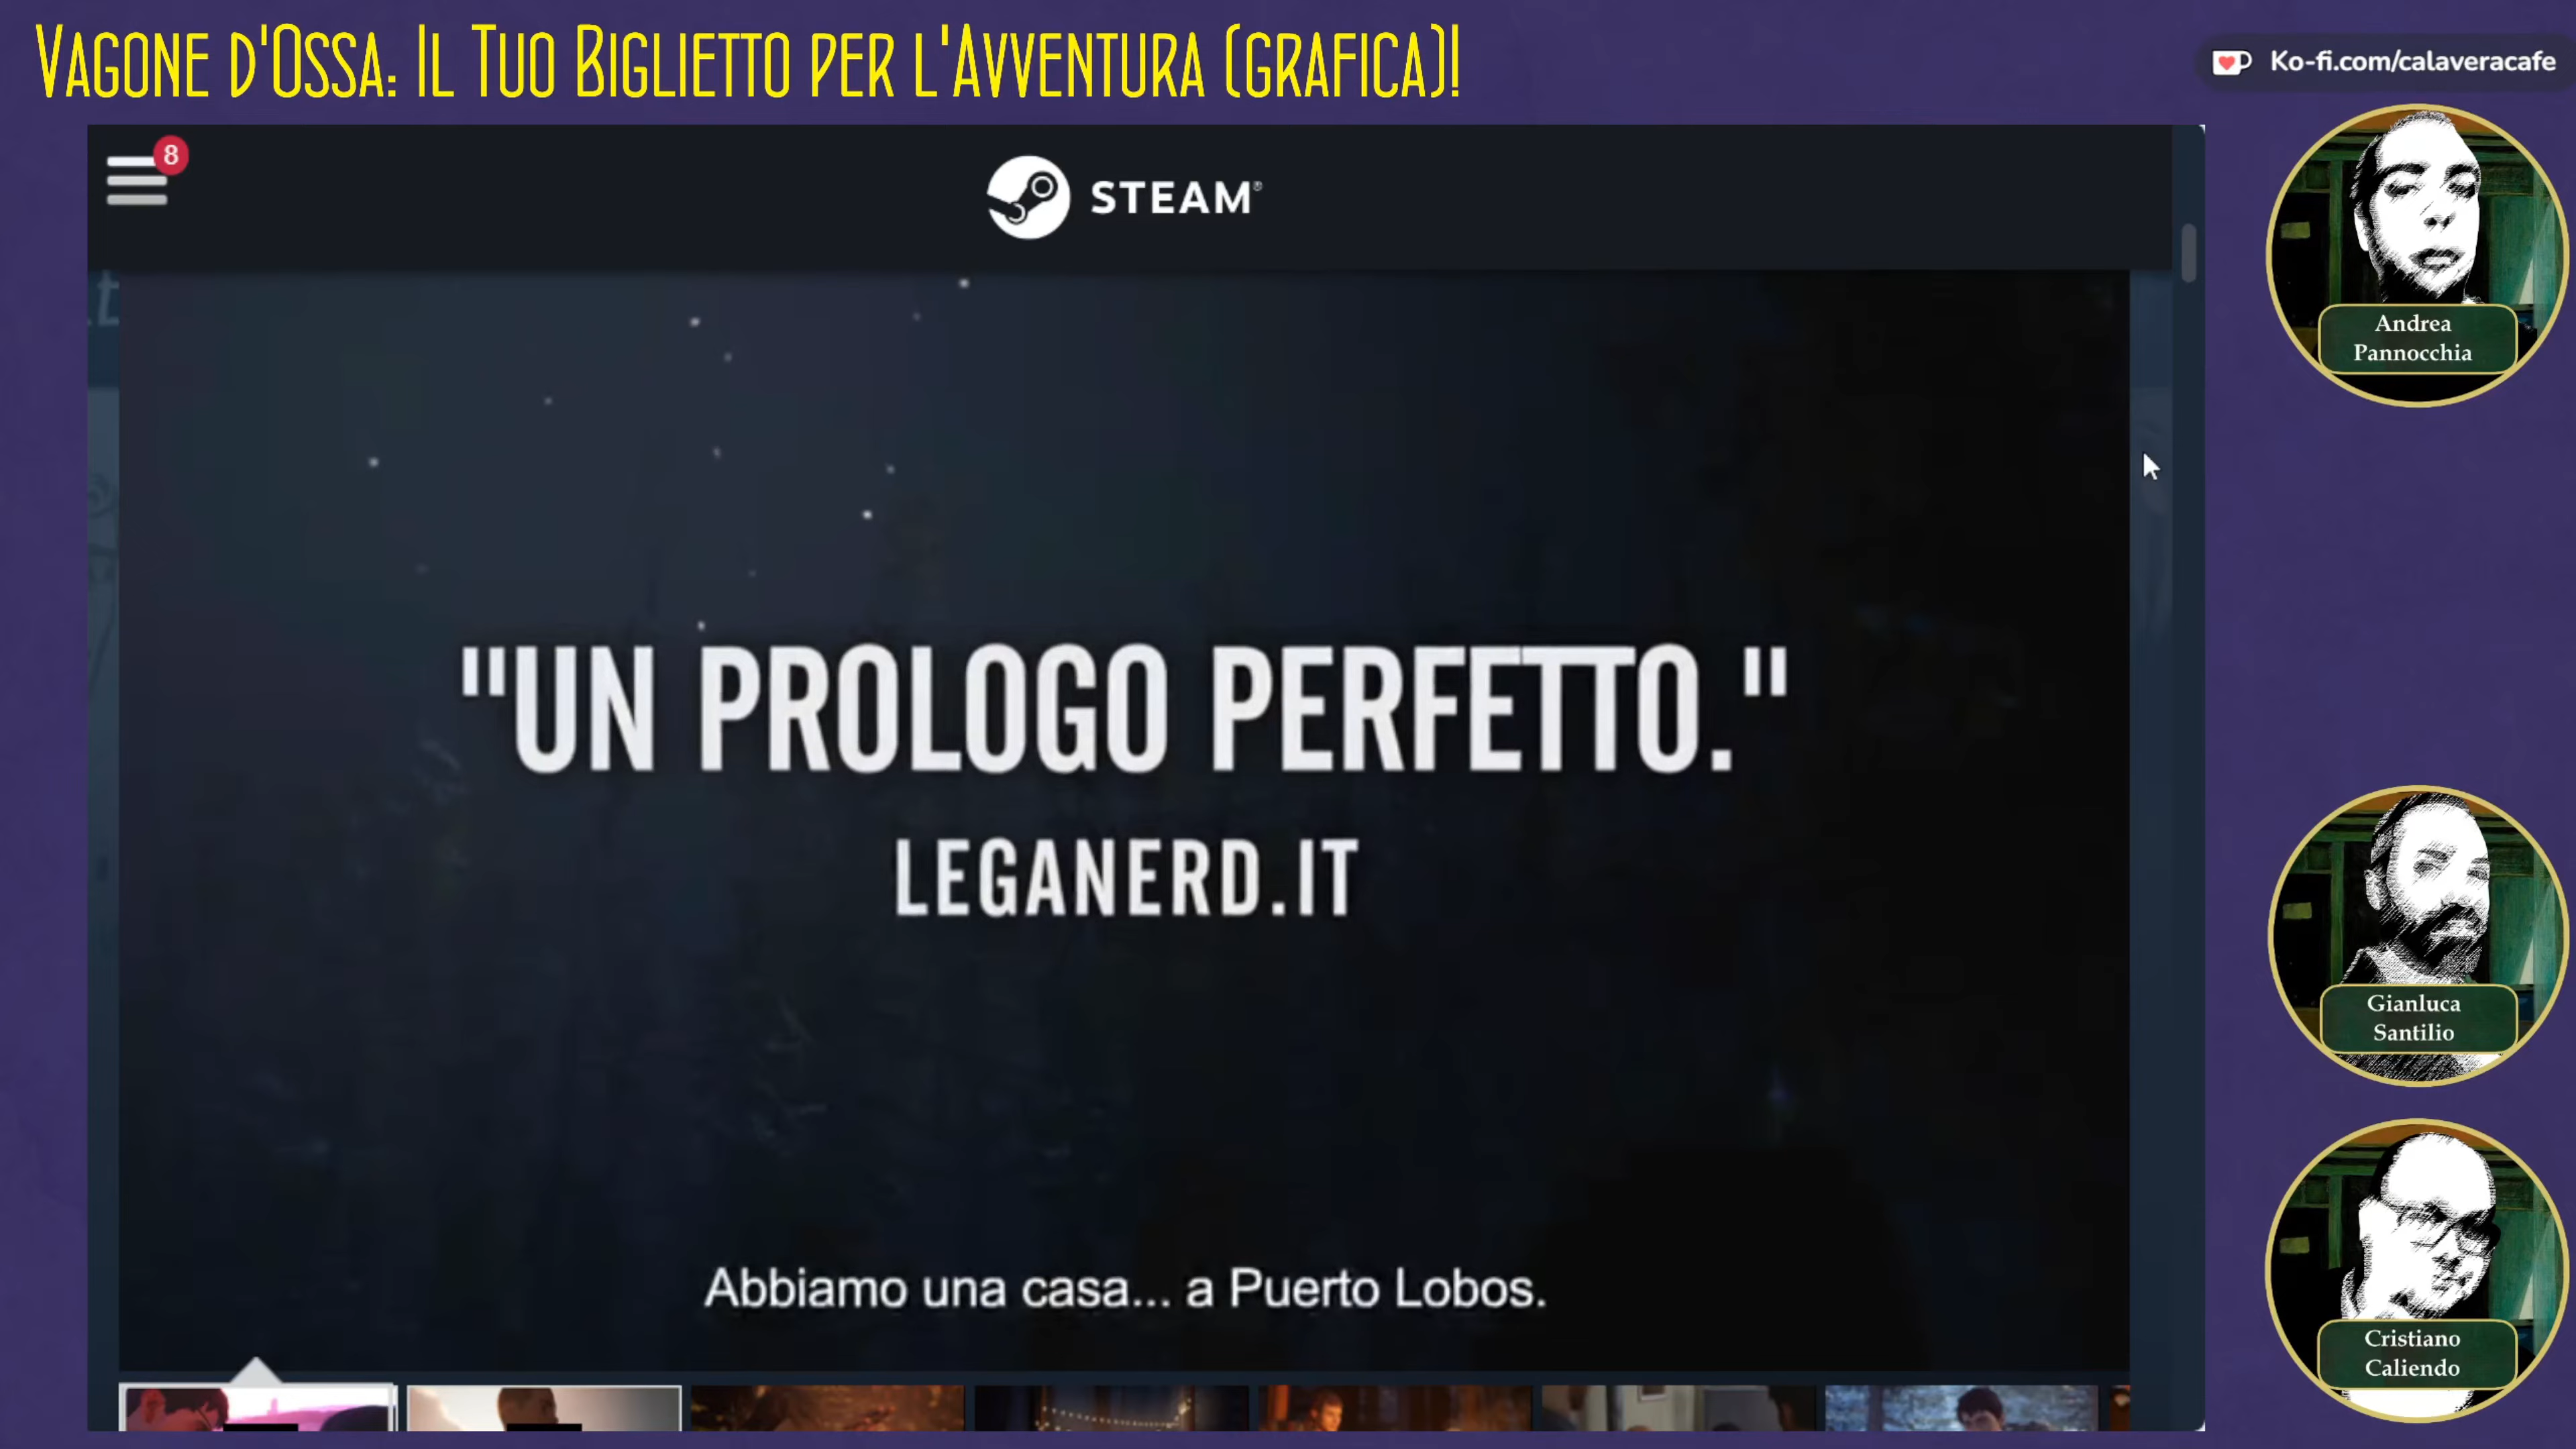 Vagone d'Ossa: Il Tuo Biglietto per l'Avventura (grafica)!
Ko-fi.com/calaveracafe
8
STEAM®
Andrea
Pannocchia
"UN PROLOGO PERFETTO."
LEGANERD.IT
Abbiamo una casa... a Puerto Lobos.
Gianluca
Santilio
Cristiano
Caliendo